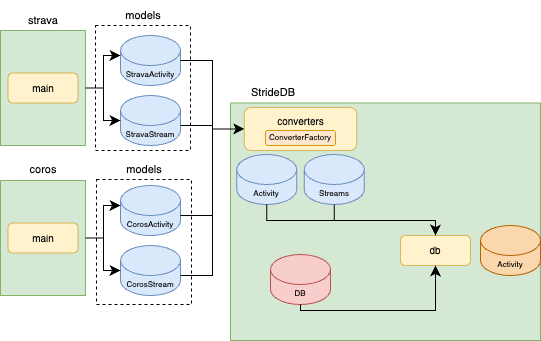 strava
models
main
StravaActivity
StravaStream
coros
models
main
CorosActivity
CorosStream
StrideDB
converters
ConverterFactory
Activity
Streams
db
Activity
DB